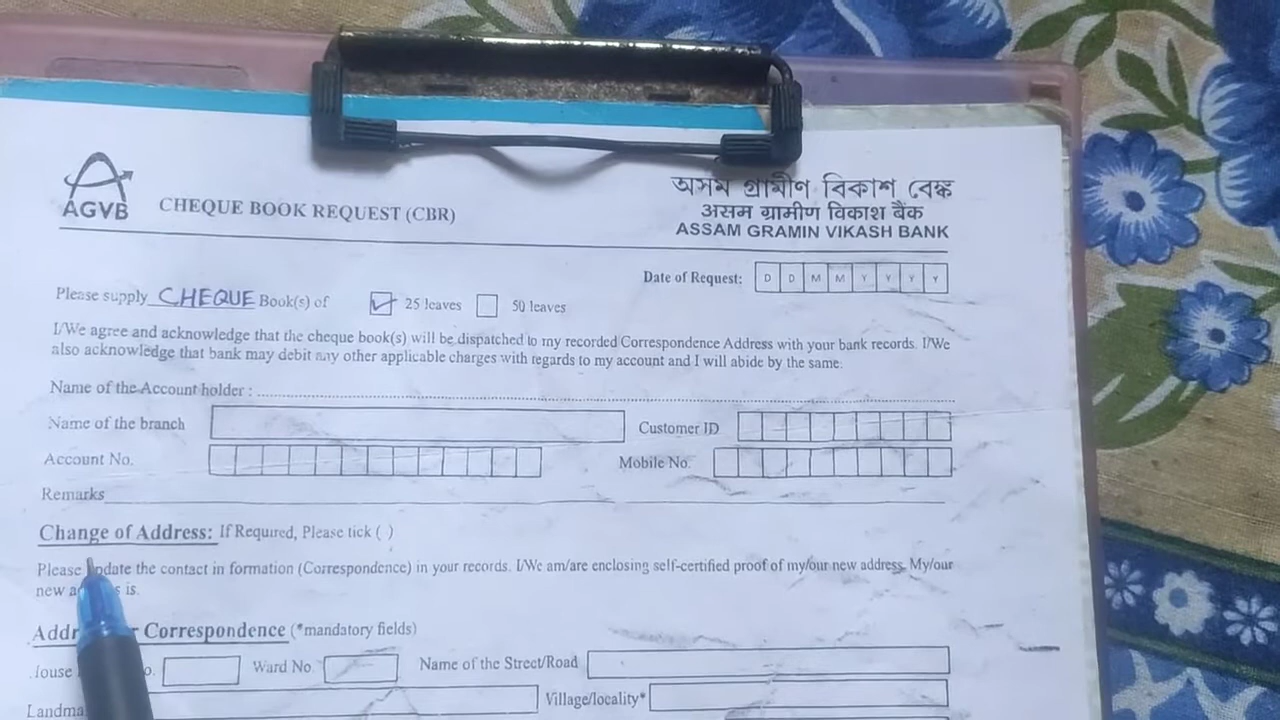 AGVB
CHEQUE BOOK REQUEST (CBR)
অসম গ্রামীণ বিকাশ বেঙ্ক
असम ग्रामीण विकाश बैंक
ASSAM GRAMIN VIKASH BANK
Date of Request: D D M M Y Y Y Y
Please supply CHEQUE Book(s) of 25 leaves 50 leaves
I/We agree and acknowledge that the cheque book(s) will be dispatched to my recorded Correspondence Address with your bank records. I/We
also acknowledge that bank may debit any other applicable charges with regards to my account and I will abide by the same.
Name of the Account holder :
Name of the branch Customer ID
Account No. Mobile No.
Remarks
Change of Address: If Required, Please tick ( )
Please update the contact in formation (Correspondence) in your records. I/We am/are enclosing self-certified proof of my/our new address. My/our
new is.
Correspondence (*mandatory fields)
Ward No. Name of the Street/Road
Village/locality*